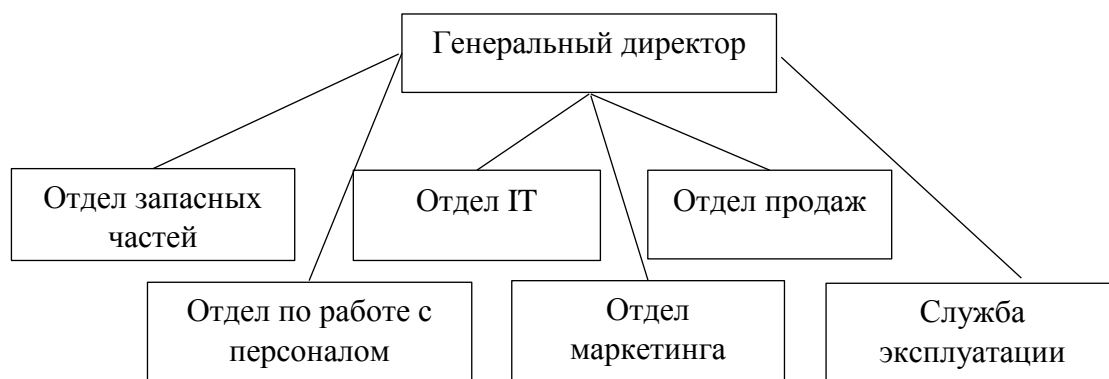 Генеральный директор
Отдел запасных
частей
Отдел IT
Отдел продаж
Отдел по работе с
персоналом
Отдел
маркетинга
Служба
эксплуатации